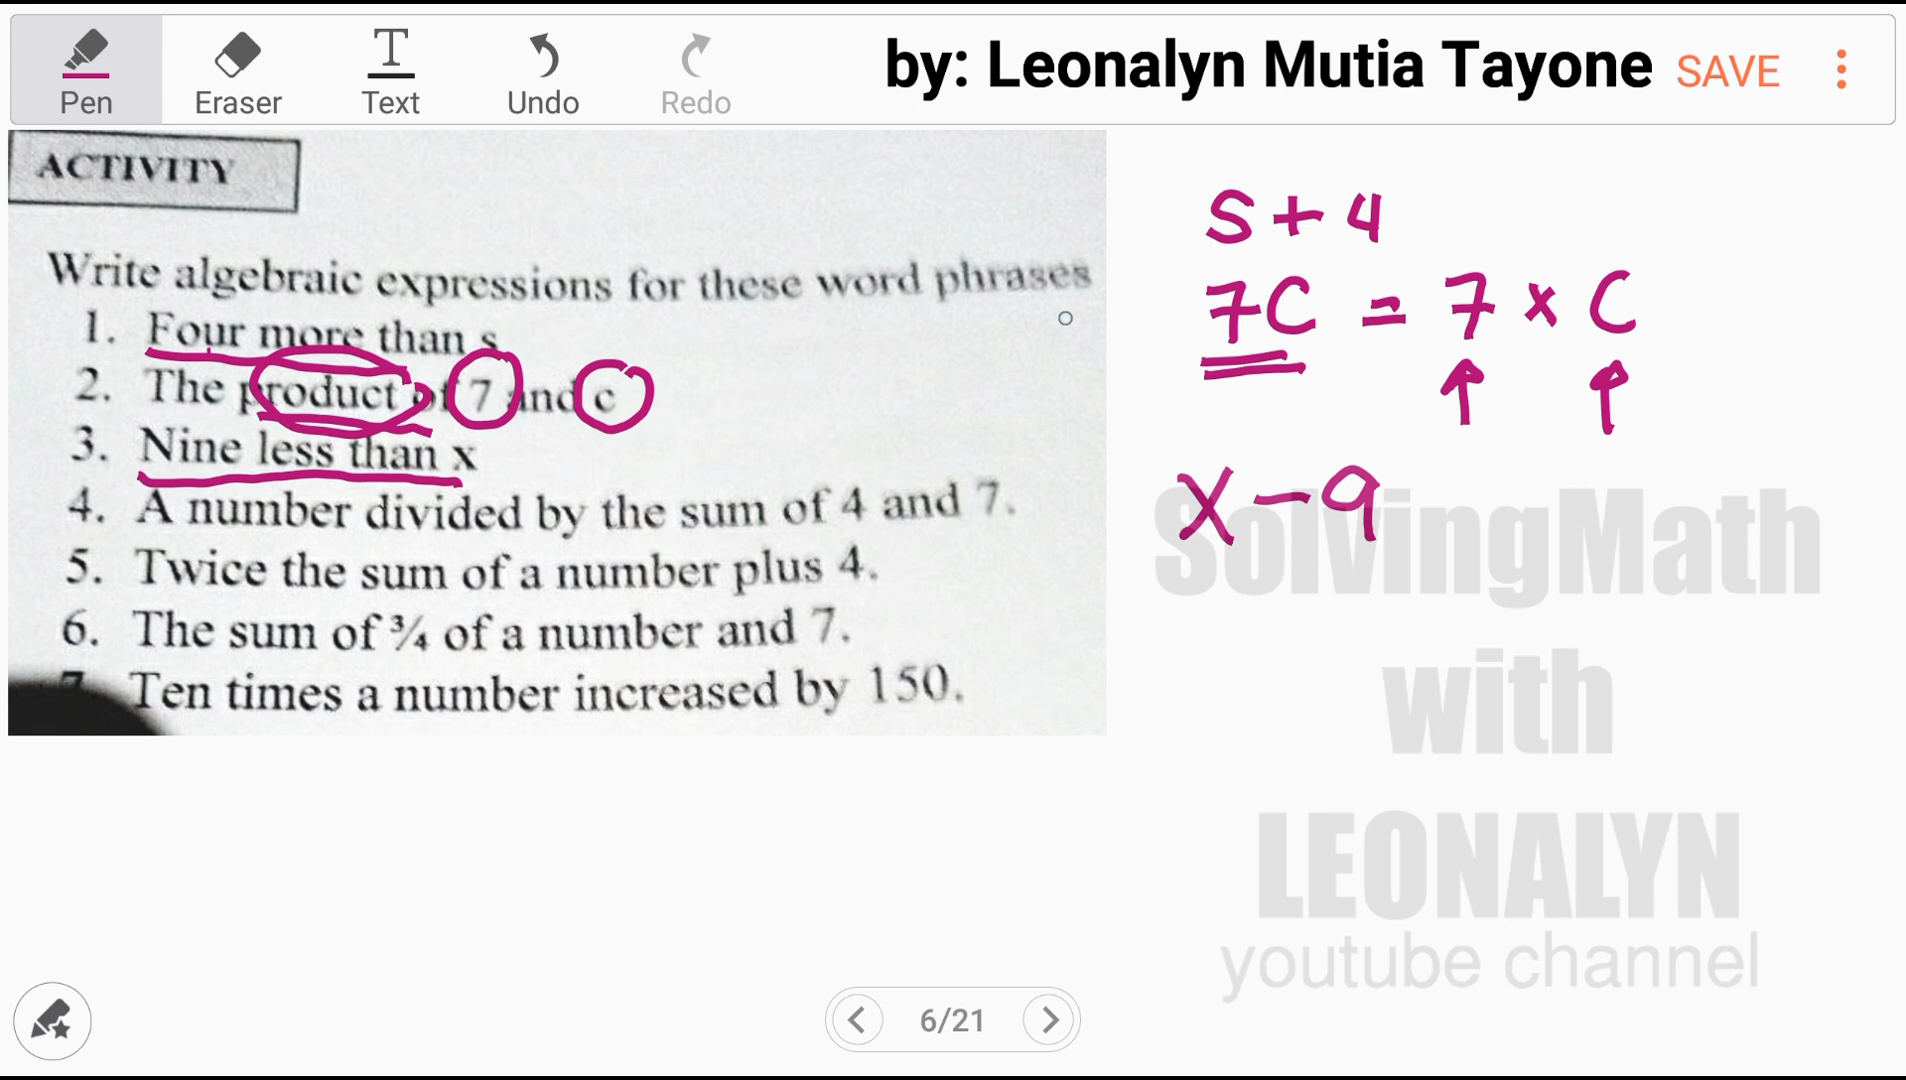 Pen
Eraser
Text
Undo
Redo
by: Leonalyn Mutia Tayone
SAVE
ACTIVITY
Write algebraic expressions for these word phrases
1. Four more than s
2. The product of 7 and c
3. Nine less than x
4. A number divided by the sum of 4 and 7.
5. Twice the sum of a number plus 4.
6. The sum of ¾ of a number and 7.
7. Ten times a number increased by 150.
S + 4
7C = 7 × C
X - 9
SolvingMath
with
LEONALYN
youtube channel
6/21